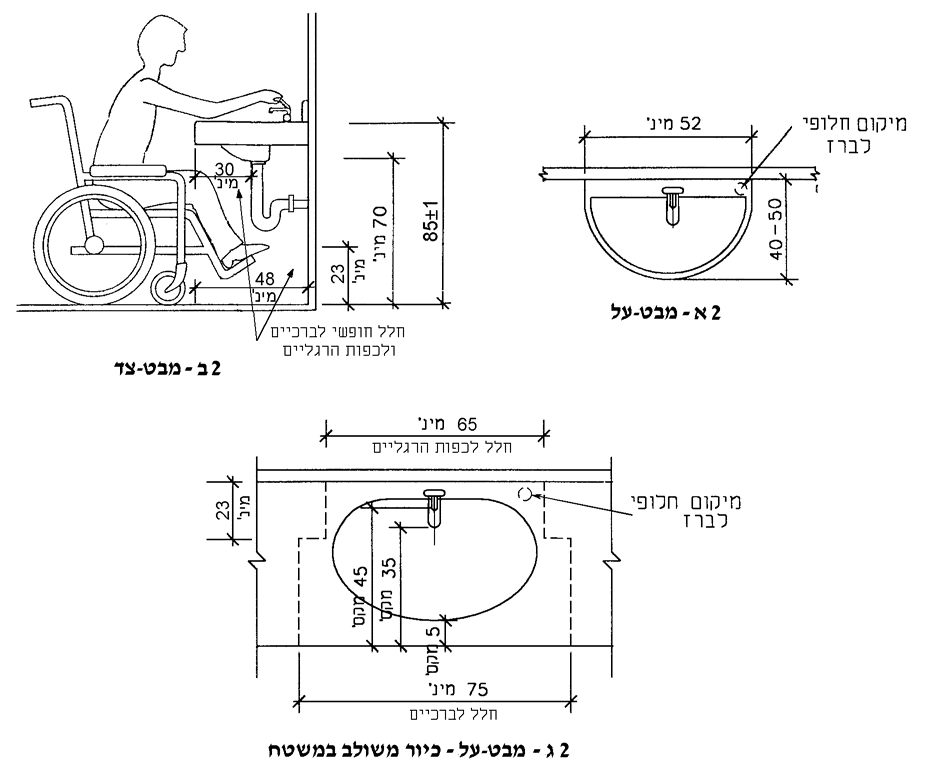 52 מינ'
מיקום חלופי
לברז
40-50
2 א - מבט-על
30
מינ'
48
מינ'
23
מינ'
70 מינ'
85±1
חלל חופשי לברכיים
ולכפות הרגליים
2 ב - מבט-צד
65 מינ'
חלל לכפות הרגליים
מיקום חלופי
לברז
23
מינ'
45 מקס'
35 מקס'
5 מקס'
75 מינ'
חלל לברכיים
2 ג - מבט-על - כיור משולב במשטח